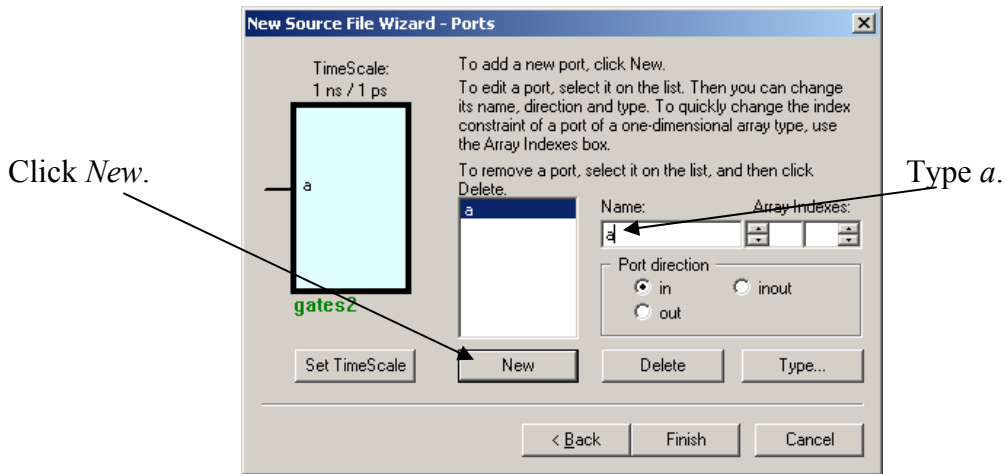 New Source File Wizard - Ports
TimeScale:
1 ns / 1 ps
a
gates2
To add a new port, click New.
To edit a port, select it on the list. Then you can change
its name, direction and type. To quickly change the index
constraint of a port of a one-dimensional array type, use
the Array Indexes box.
To remove a port, select it on the list, and then click
Delete.
Click New.
Type a.
a
Name:
Array Indexes:
a
Port direction
in
inout
out
Set TimeScale
New
Delete
Type...
< Back
Finish
Cancel